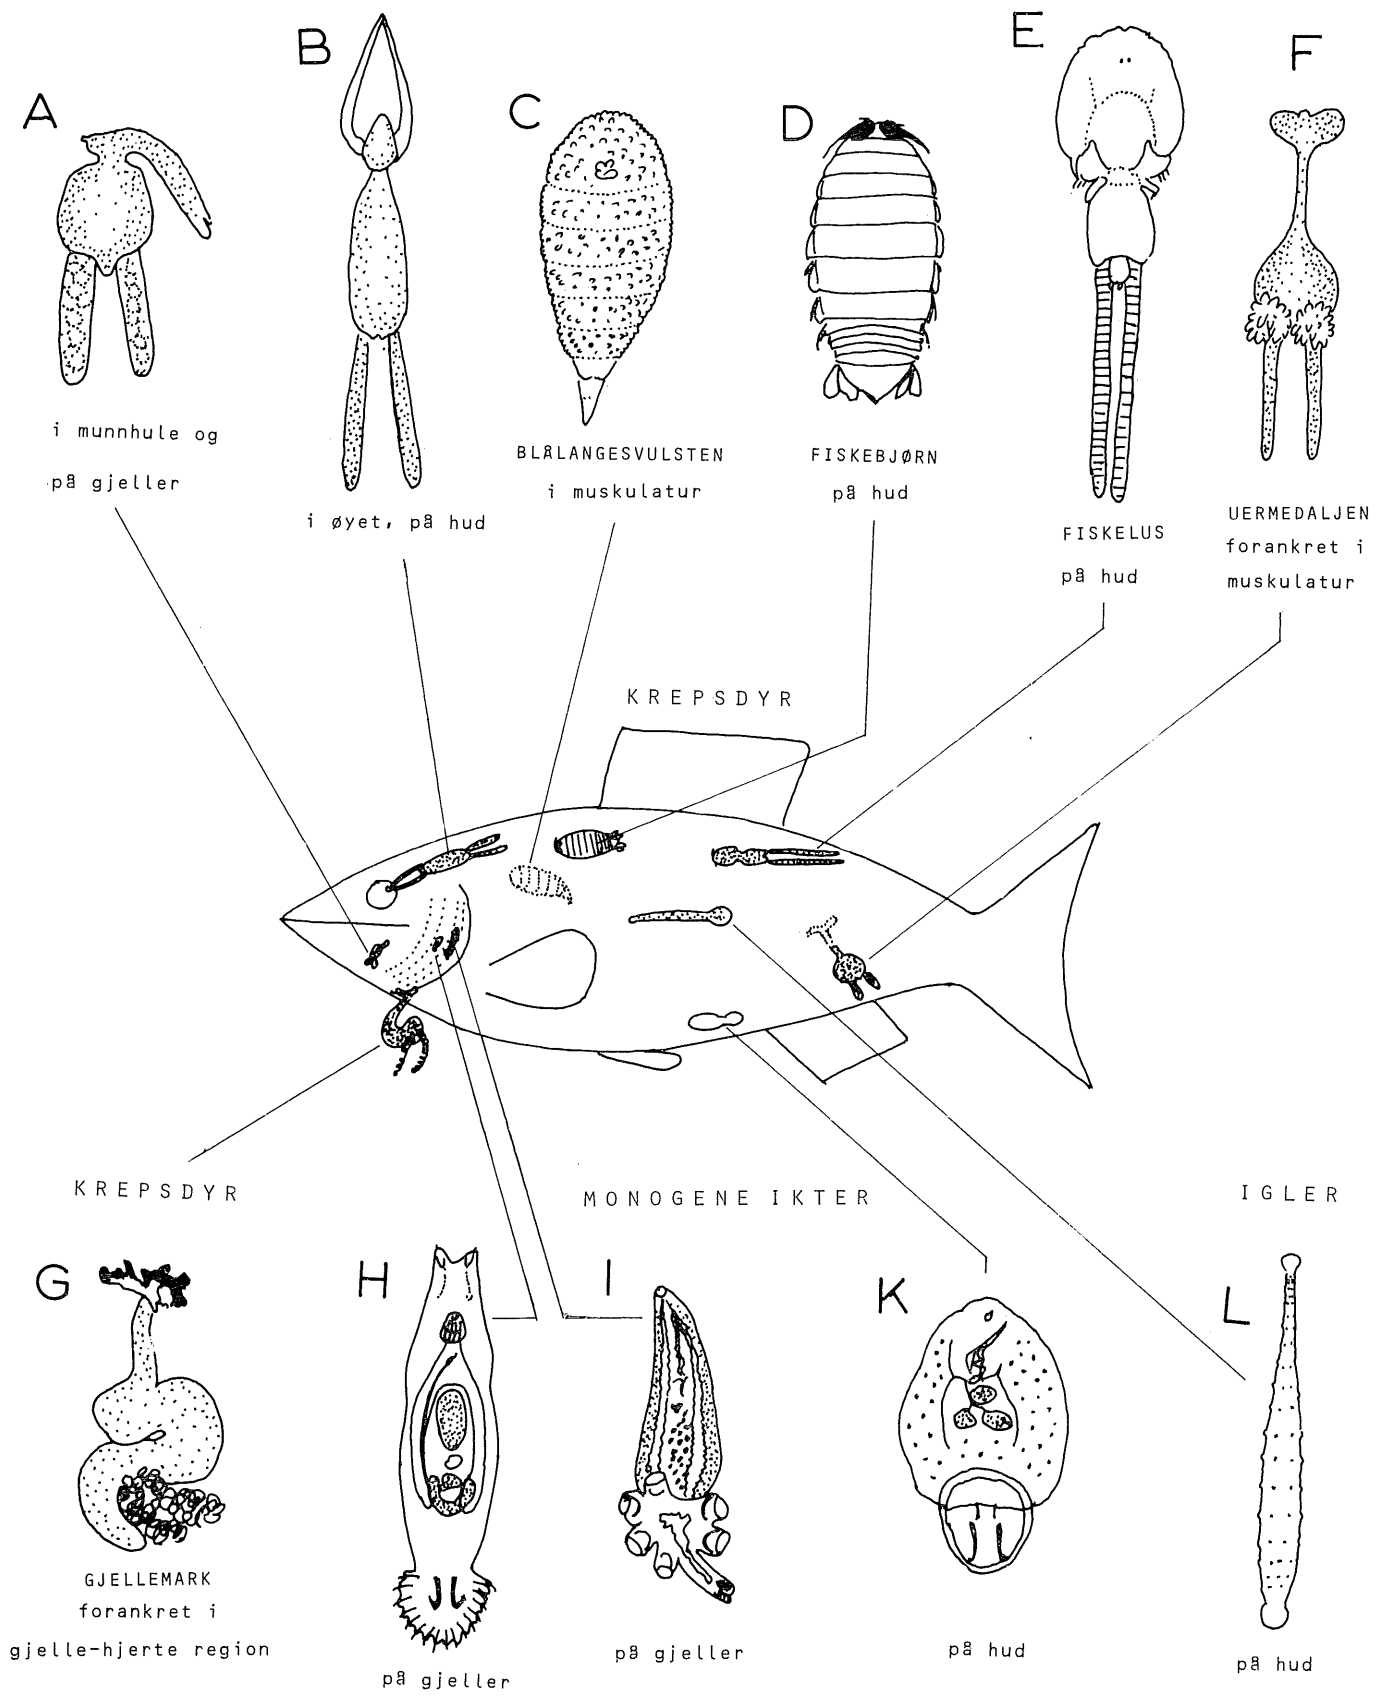 A
B
C
D
E
F
i munnhule og
på gjeller
i øyet, på hud
BLÅLANGESVULSTEN
i muskulatur
FISKEBJØRN
på hud
FISKELUS
på hud
UERMEDALJEN
forankret i
muskulatur
KREPSDYR
KREPSDYR
MONOGENE IKTER
IGLER
G
H
I
K
L
GJELLEMARK
forankret i
gjelle-hjerte region
på gjeller
på gjeller
på hud
på hud